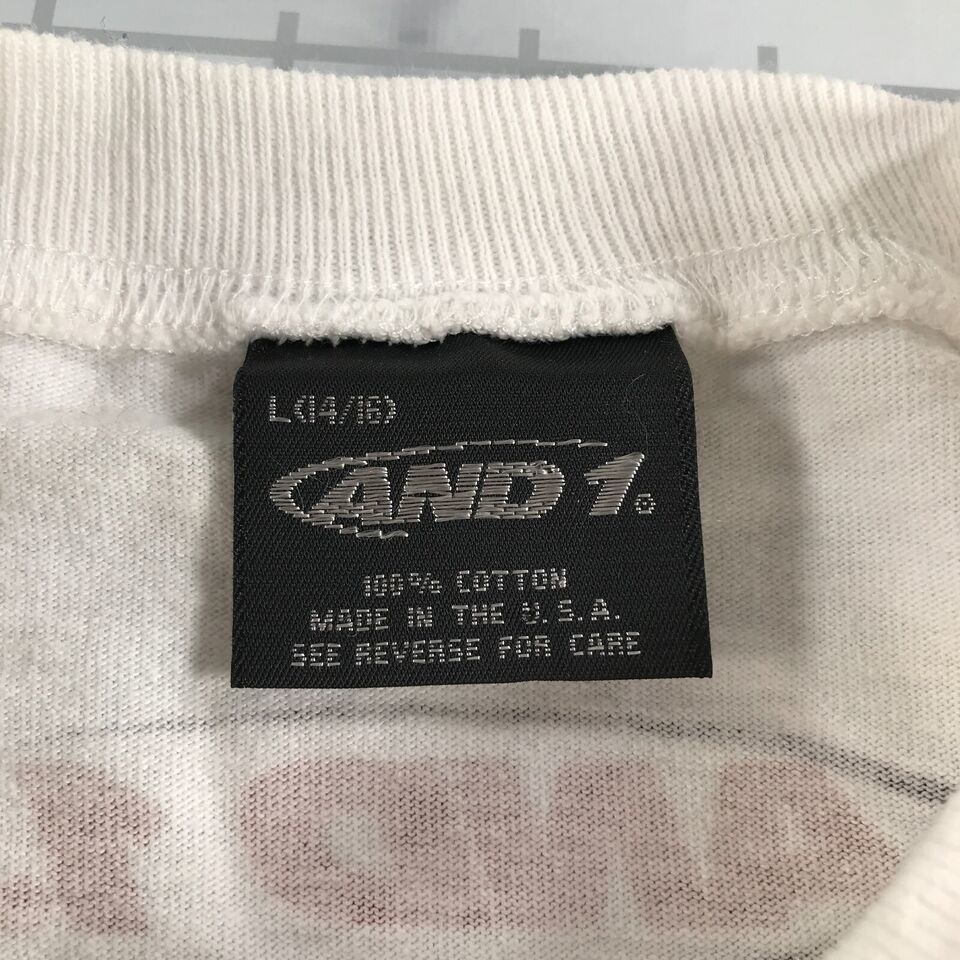 L(14/16)
AND 1®
100% COTTON
MADE IN THE U.S.A.
SEE REVERSE FOR CARE